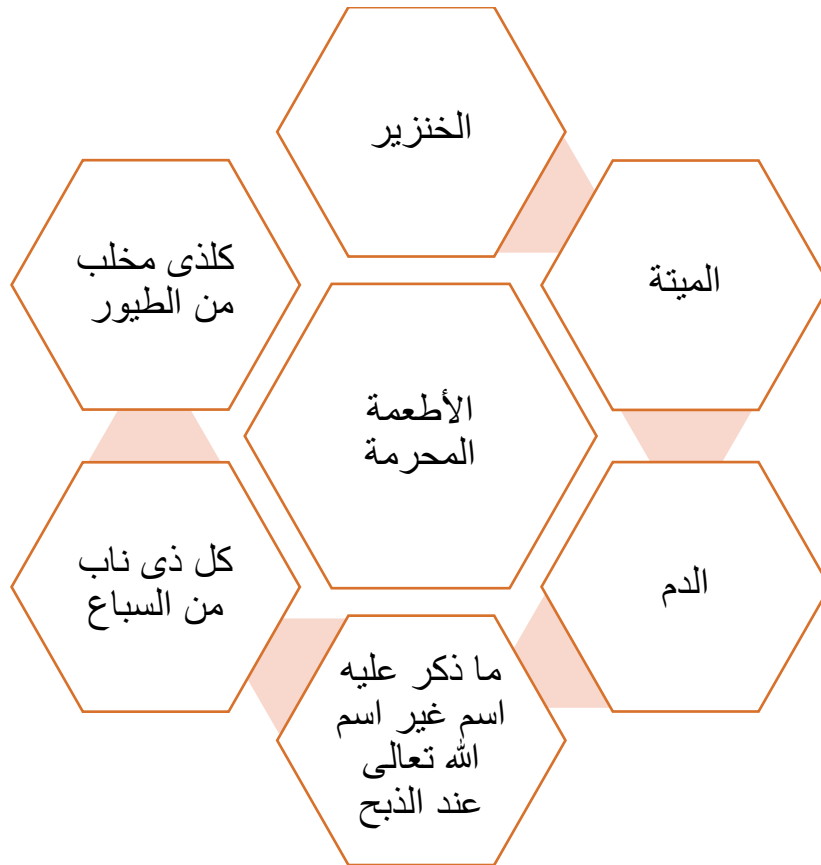 الخنزير
الميتة
الدم
ما ذكر عليه
اسم غير اسم
الله تعالى
عند الذبح
كل ذى ناب
من السباع
كلذى مخلب
من الطيور
الأطعمة
المحرمة